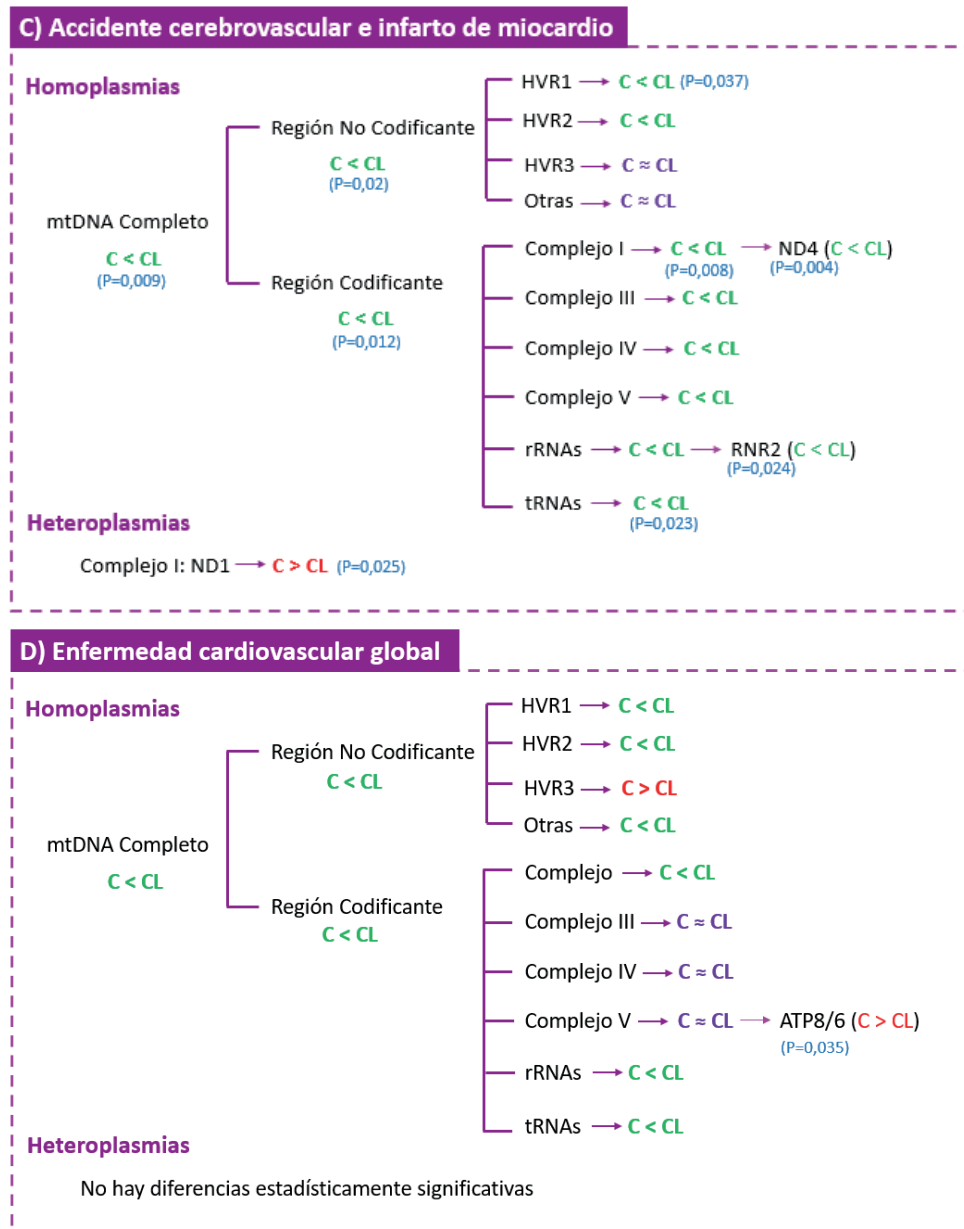 C) Accidente cerebrovascular e infarto de miocardio
Homoplasmias
mtDNA Completo
C < CL
(P=0,009)
Región No Codificante
C < CL
(P=0,02)
HVR1 → C < CL (P=0,037)
HVR2 → C < CL
HVR3 → C ≈ CL
Otras → C ≈ CL
Región Codificante
C < CL
(P=0,012)
Complejo I → C < CL → ND4 (C < CL)
(P=0,008) (P=0,004)
Complejo III → C < CL
Complejo IV → C < CL
Complejo V → C < CL
rRNAs → C < CL → RNR2 (C < CL)
(P=0,024)
tRNAs → C < CL
(P=0,023)
Heteroplasmias
Complejo I: ND1 → C > CL (P=0,025)
D) Enfermedad cardiovascular global
Homoplasmias
mtDNA Completo
C < CL
Región No Codificante
C < CL
HVR1 → C < CL
HVR2 → C < CL
HVR3 → C > CL
Otras → C < CL
Región Codificante
C < CL
Complejo → C < CL
Complejo III → C ≈ CL
Complejo IV → C ≈ CL
Complejo V → C ≈ CL → ATP8/6 (C > CL)
(P=0,035)
rRNAs → C < CL
tRNAs → C < CL
Heteroplasmias
No hay diferencias estadísticamente significativas